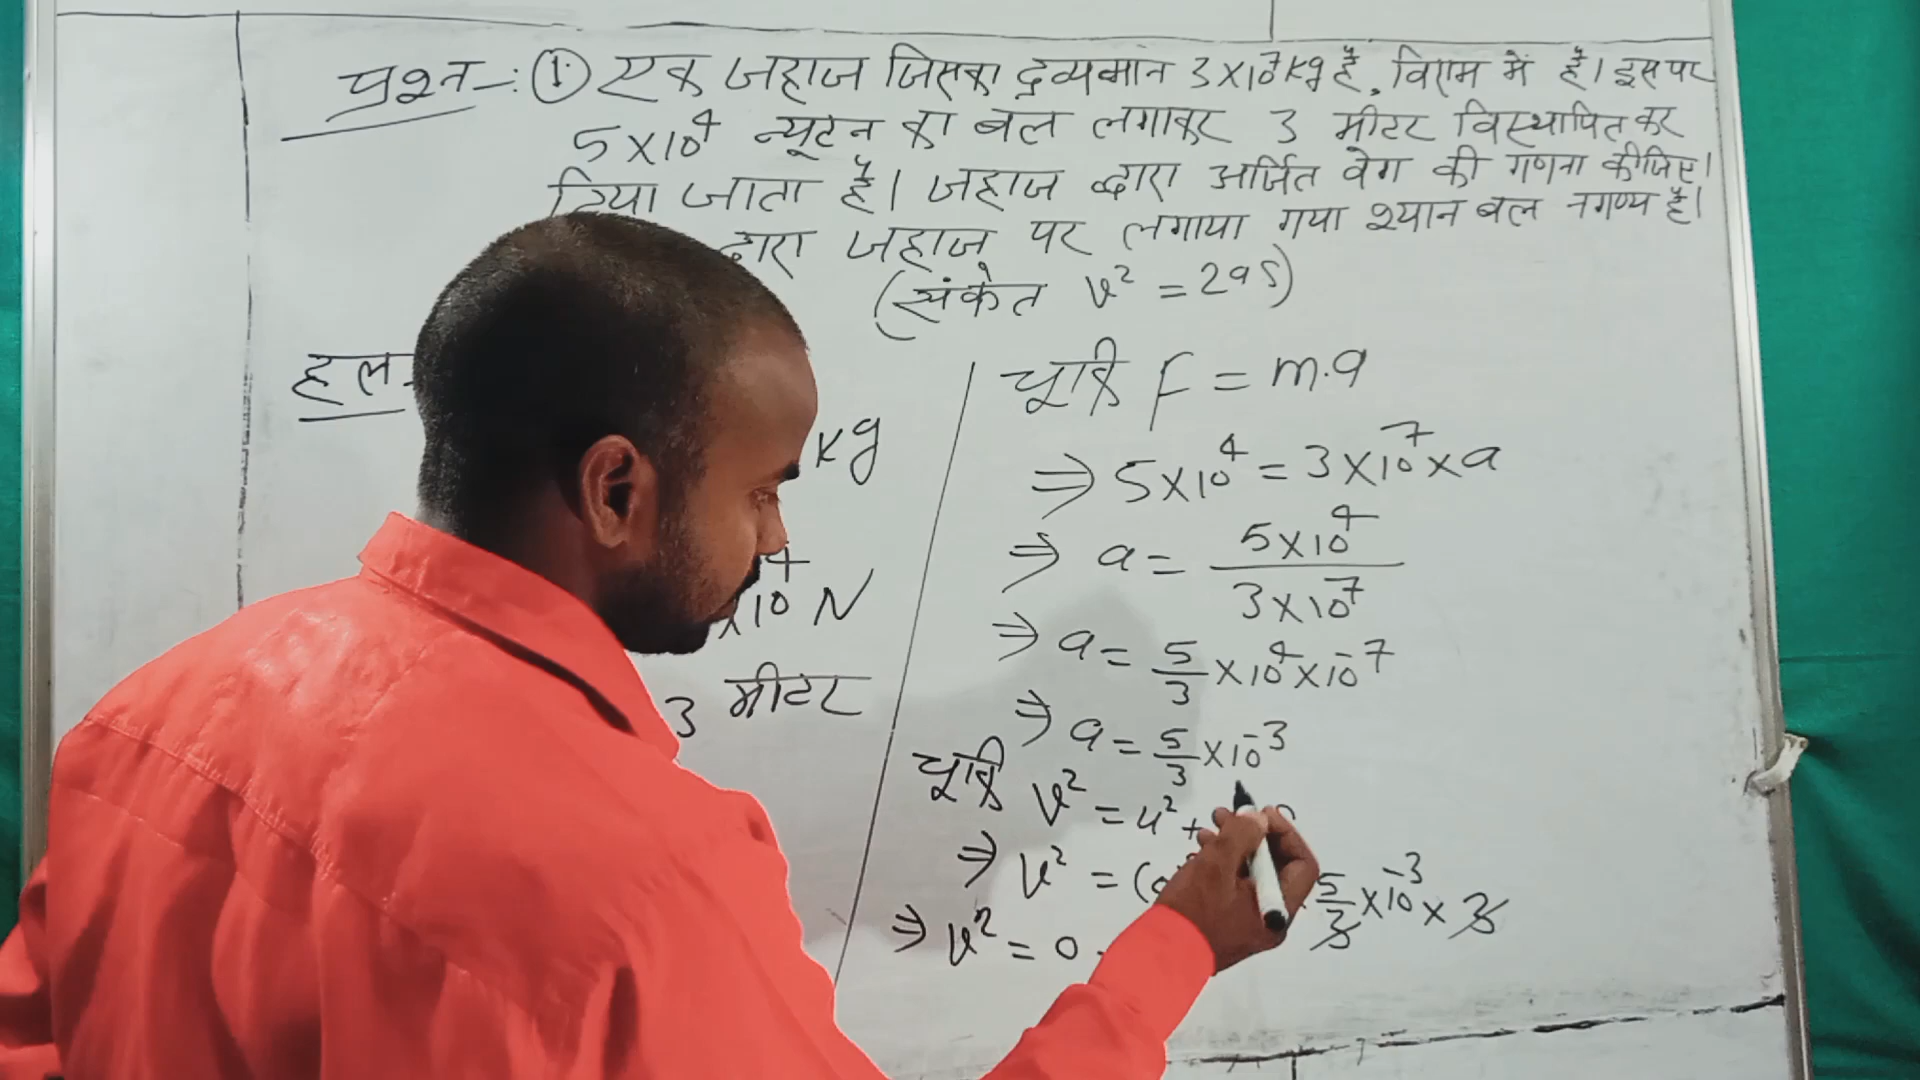 प्रश्न-: ① एक जहाज जिसका द्रव्यमान 3×10⁷kg है, विराम में है। इस पर
5×10⁴ न्यूटन का बल लगाकर 3 मीटर विस्थापित कर
दिया जाता है। जहाज द्वारा अर्जित वेग की गणना कीजिए।
द्वारा जहाज पर लगाया गया श्यान बल नगण्य है।
(संकेत v² = 2as)
हल-
kg
×10⁴ N
3 मीटर
चूंकि F = m.a
⇒ 5×10⁴ = 3×10⁷×a
⇒ a = 5×10⁴ / 3×10⁷
⇒ a = 5/3 ×10⁴×10⁻⁷
⇒ a = 5/3 ×10⁻³
चूंकि v² = u² +
⇒ v² = (0 5/3 ×10⁻³ × 3
⇒ v² = 0